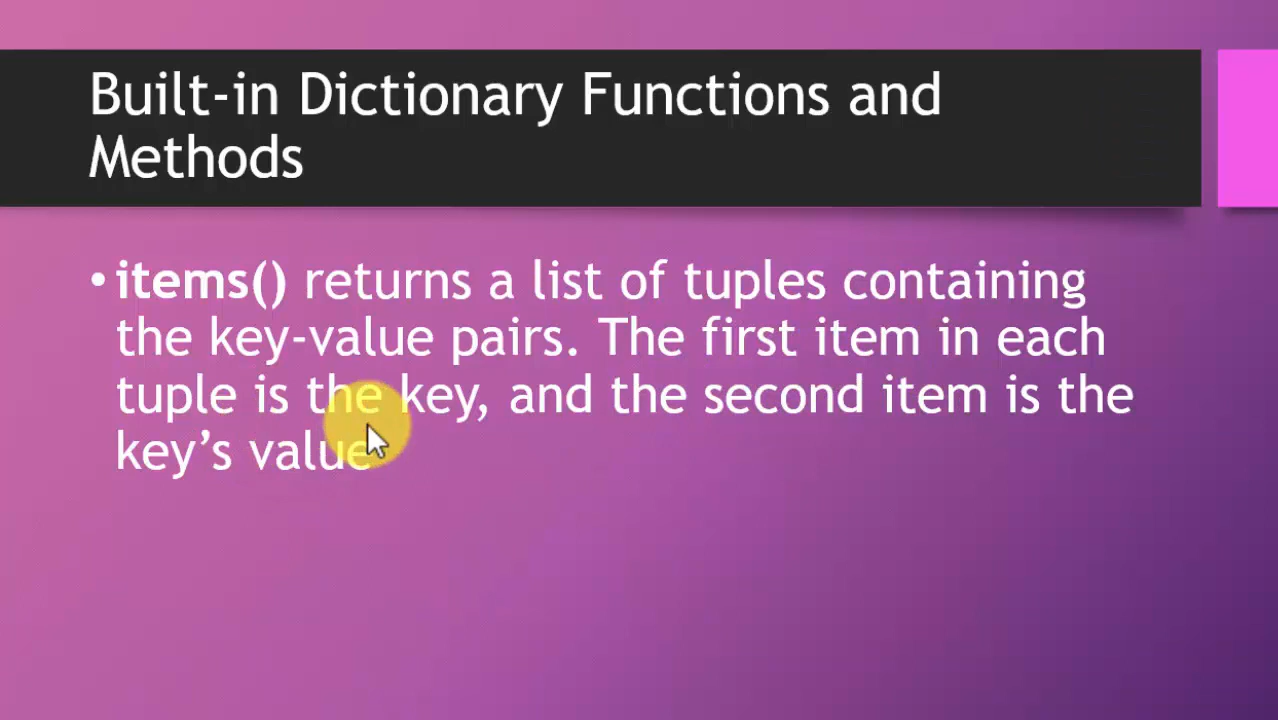 Built-in Dictionary Functions and
Methods
•items() returns a list of tuples containing
the key-value pairs. The first item in each
tuple is the key, and the second item is the
key’s value